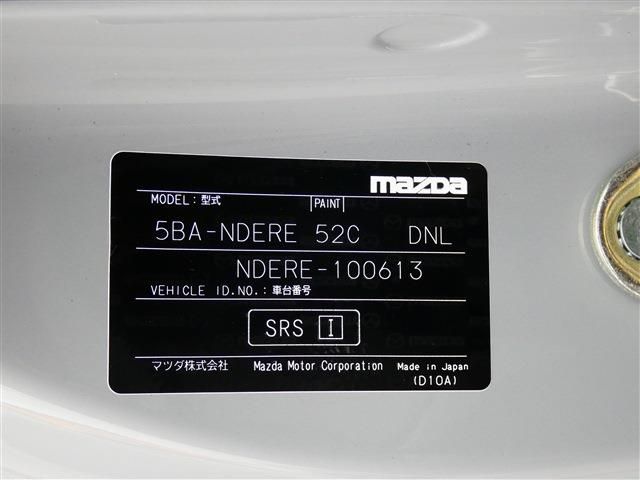 mazda
MODEL: 型式 PAINT
5BA-NDERE 52C DNL
NDERE-100613
VEHICLE ID.NO.: 車台番号
SRS I
マツダ株式会社 Mazda Motor Corporation Made in Japan
(D10A)